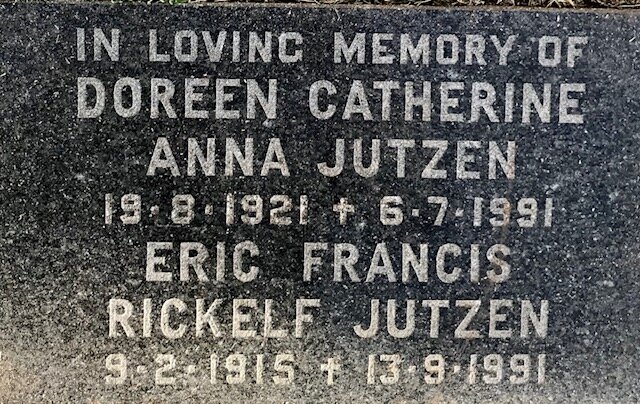 IN LOVING MEMORY OF
DOREEN CATHERINE
ANNA JUTZEN
19·8·1921 + 6·7·1991
ERIC FRANCIS
RICKELF JUTZEN
9·2·1915 + 13·9·1991